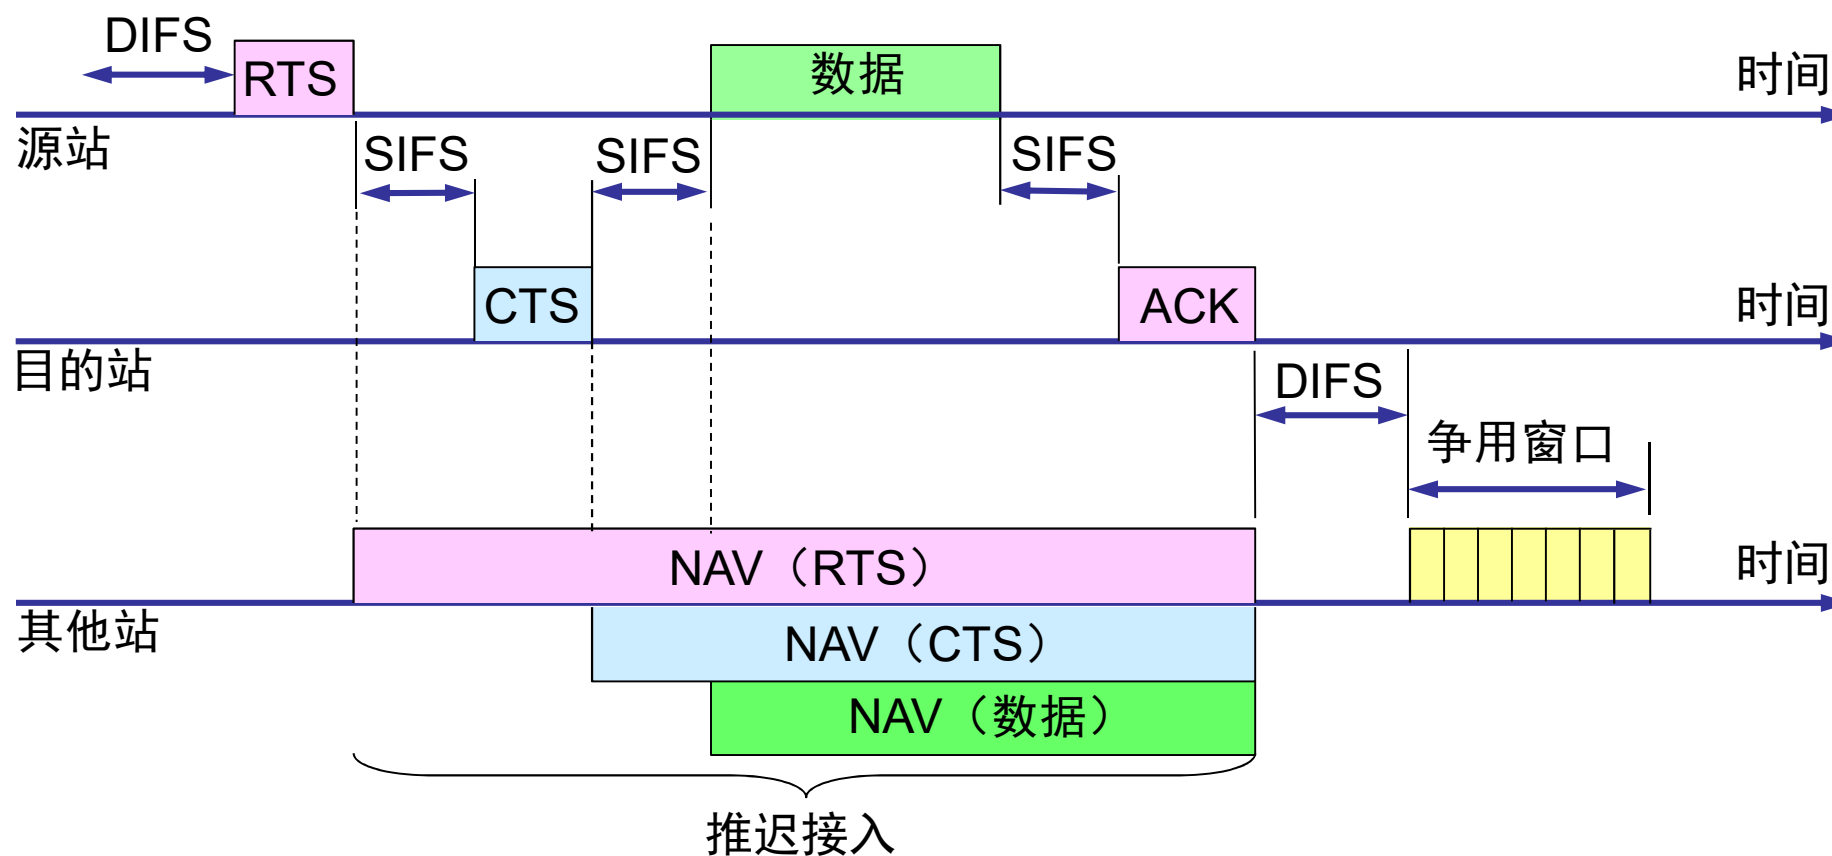 DIFS
RTS
数据
时间
源站
SIFS
SIFS
SIFS
CTS
ACK
时间
目的站
DIFS
争用窗口
NAV（RTS）
时间
其他站
NAV（CTS）
NAV（数据）
推迟接入